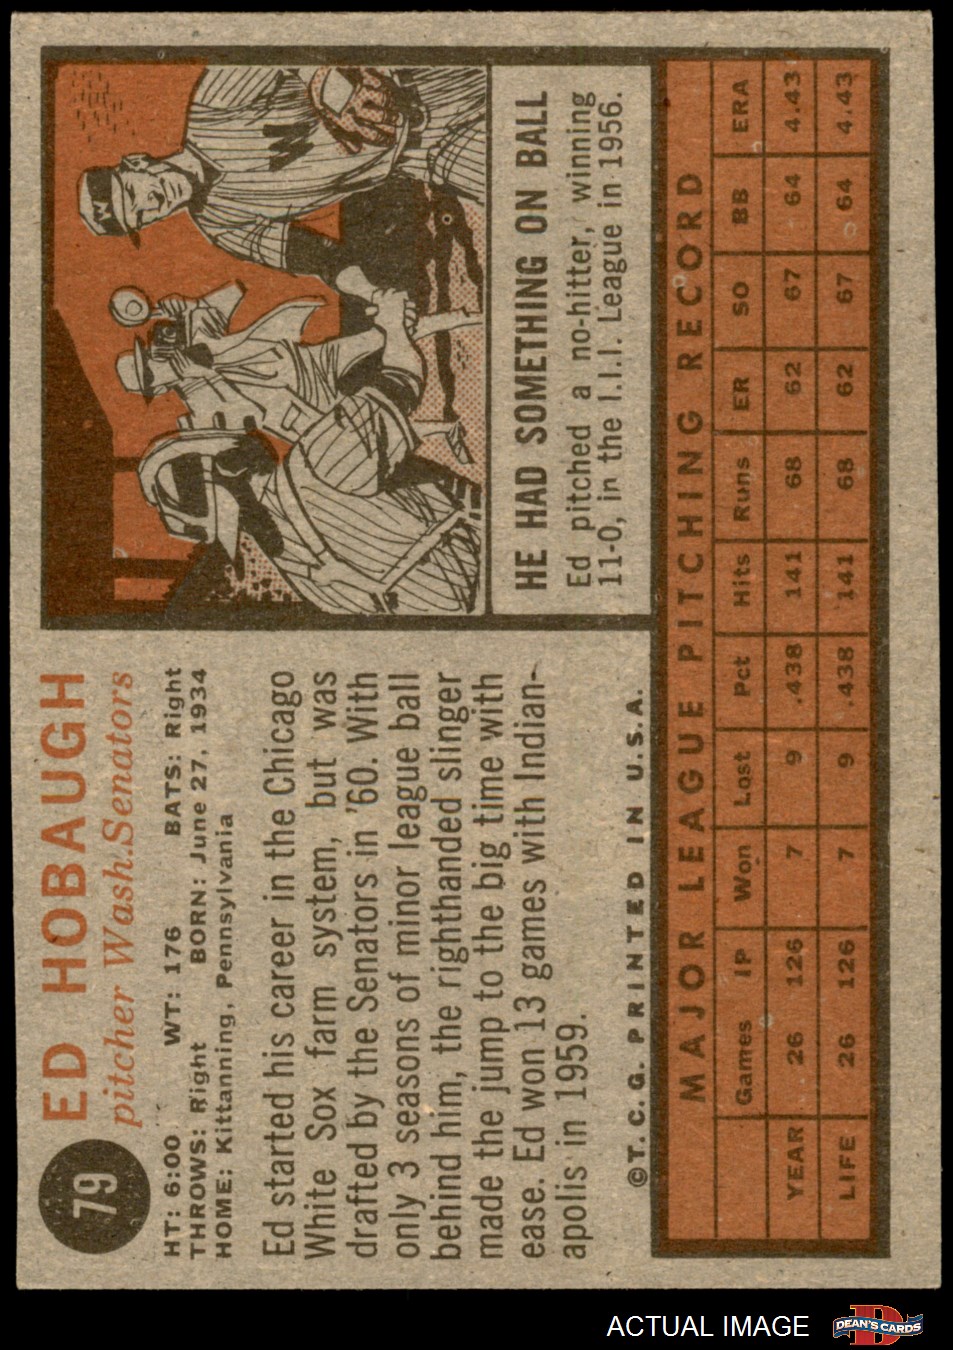 79
ED HOBAUGH
pitcher Wash.Senators
HT: 6:00 WT: 176 BATS: Right
THROWS: Right BORN: June 27, 1934
HOME: Kittanning, Pennsylvania
Ed started his career in the Chicago
White Sox farm system, but was
drafted by the Senators in '60. With
only 3 seasons of minor league ball
behind him, the righthanded slinger
made the jump to the big time with
ease. Ed won 13 games with Indian-
apolis in 1959.
©T.C.G. PRINTED IN U.S.A.
W
W
HE HAD SOMETHING ON BALL
Ed pitched a no-hitter, winning
11-0, in the I.I.I. League in 1956.
MAJOR LEAGUE PITCHING RECORD
Games IP Won Lost Pct Hits Runs ER SO BB ERA
YEAR 26 126 7 9 .438 141 68 62 67 64 4.43
LIFE 26 126 7 9 .438 141 68 62 67 64 4.43
ACTUAL IMAGE
D
DEAN'S CARDS